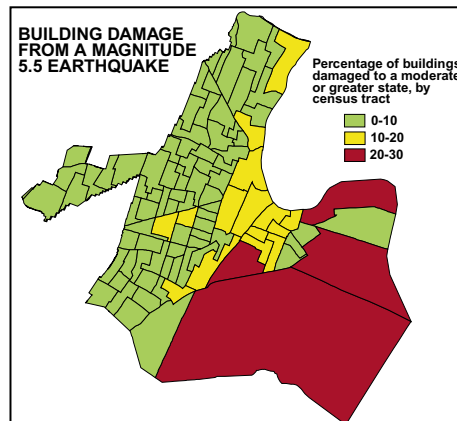 BUILDING DAMAGE
FROM A MAGNITUDE
5.5 EARTHQUAKE
Percentage of buildings
damaged to a moderate
or greater state, by
census tract
0-10
10-20
20-30